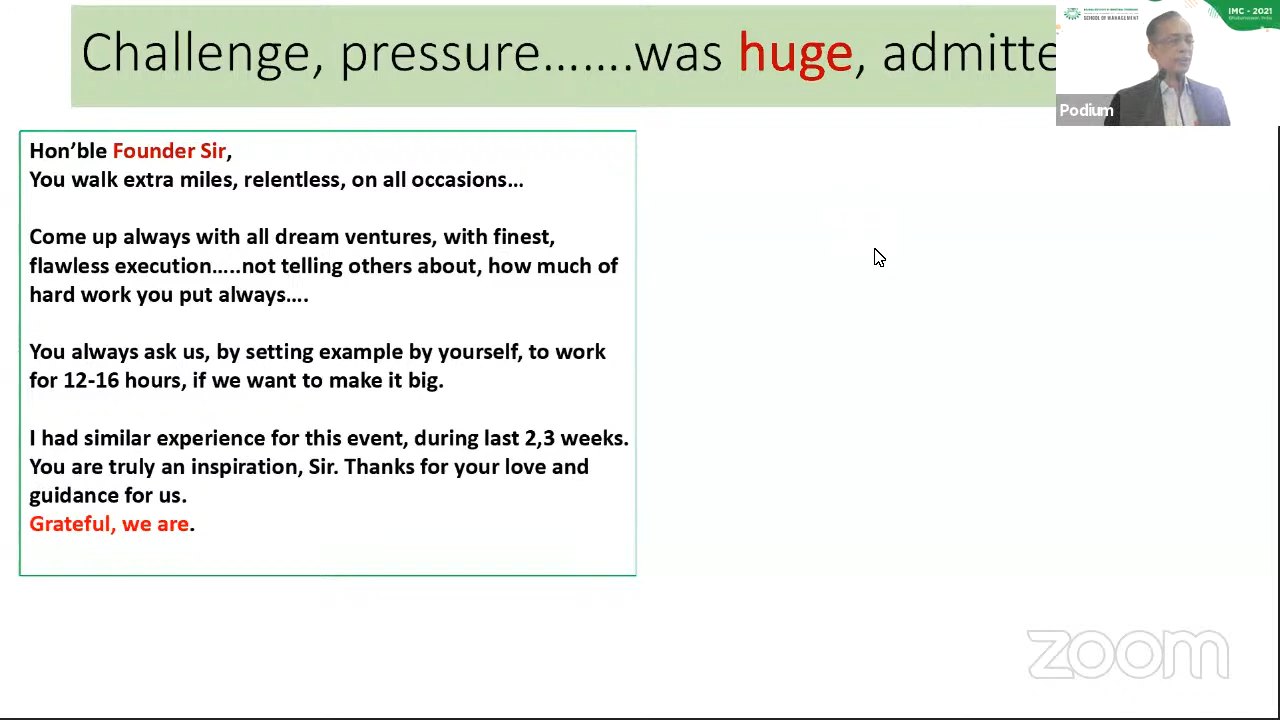 Challenge, pressure…….was huge, admitte
IMC - 2021
SCHOOL OF MANAGEMENT
Podium
Hon’ble Founder Sir,
You walk extra miles, relentless, on all occasions…
Come up always with all dream ventures, with finest,
flawless execution…..not telling others about, how much of
hard work you put always….
You always ask us, by setting example by yourself, to work
for 12-16 hours, if we want to make it big.
I had similar experience for this event, during last 2,3 weeks.
You are truly an inspiration, Sir. Thanks for your love and
guidance for us.
Grateful, we are.
zoom